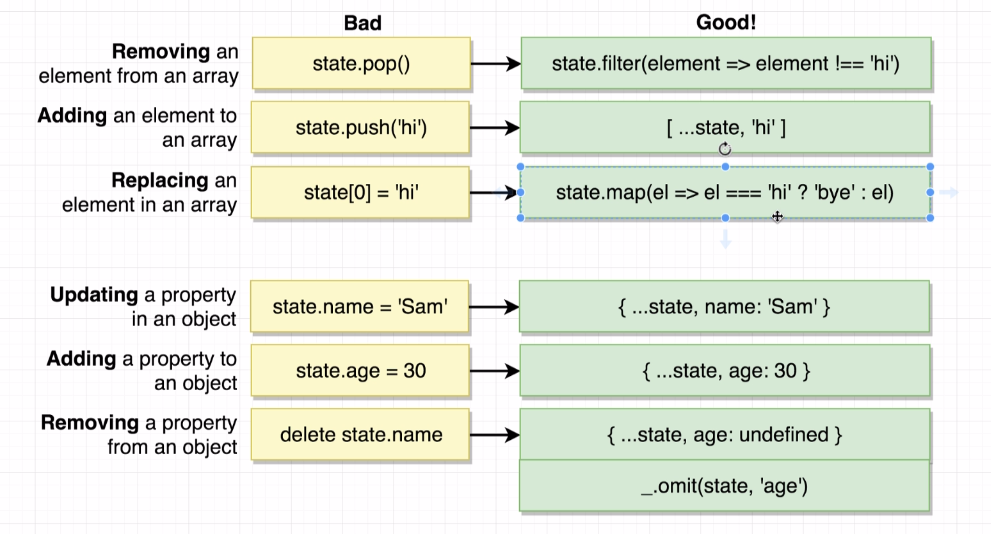 Bad
Good!
Removing an
element from an array
state.pop()
state.filter(element => element !== 'hi')
Adding an element to
an array
state.push('hi')
[ ...state, 'hi' ]
Replacing an
element in an array
state[0] = 'hi'
state.map(el => el === 'hi' ? 'bye' : el)
Updating a property
in an object
state.name = 'Sam'
{ ...state, name: 'Sam' }
Adding a property to
an object
state.age = 30
{ ...state, age: 30 }
Removing a property
from an object
delete state.name
{ ...state, age: undefined }
_.omit(state, 'age')